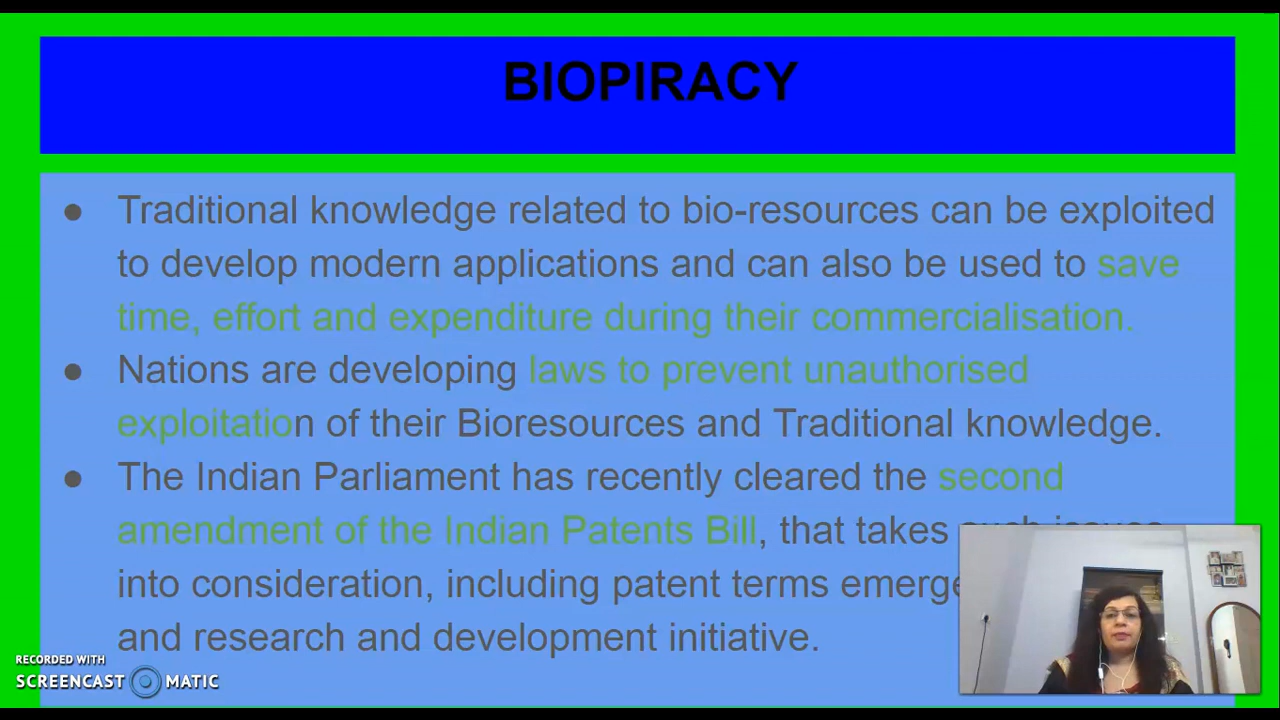 BIOPIRACY
● Traditional knowledge related to bio-resources can be exploited
to develop modern applications and can also be used to save
time, effort and expenditure during their commercialisation.
● Nations are developing laws to prevent unauthorised
exploitation of their Bioresources and Traditional knowledge.
● The Indian Parliament has recently cleared the second
amendment of the Indian Patents Bill, that takes such issues
into consideration, including patent terms
and research and development initiative.
RECORDED WITH
SCREENCAST MATIC